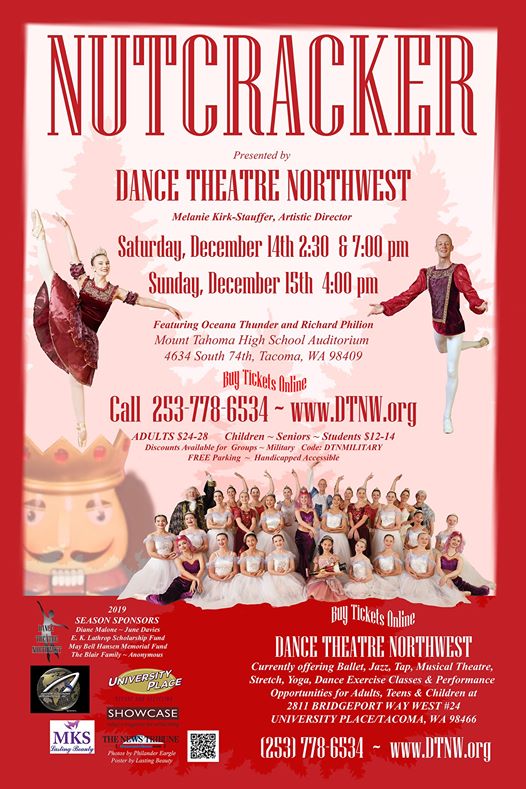 NUTCRACKER
Presented by
DANCE THEATRE NORTHWEST
Melanie Kirk-Stauffer, Artistic Director
Saturday, December 14th 2:30 & 7:00 pm
Sunday, December 15th 4:00 pm
Featuring Oceana Thunder and Richard Philion
Mount Tahoma High School Auditorium
4634 South 74th, Tacoma, WA 98409
Buy Tickets Online
Call 253-778-6534 ~ www.DTNW.org
ADULTS $24-28 Children ~ Seniors ~ Students $12-14
Discounts Available for Groups ~ Military Code: DTNMILITARY
FREE Parking ~ Handicapped Accessible
2019
SEASON SPONSORS
Diane Malone ~ June Davies
E. K. Lathrop Scholarship Fund
May Bell Hansen Memorial Fund
The Blair Family ~ Anonymous
DANCE
THEATRE
NORTHWEST
UNIVERSITY
PLACE
SHOWCASE
MKS
Lasting Beauty
THE NEWS TRIBUNE
Photos by Philander Eargle
Poster by Lasting Beauty
Buy Tickets Online
DANCE THEATRE NORTHWEST
Currently offering Ballet, Jazz, Tap, Musical Theatre,
Stretch, Yoga, Dance Exercise Classes & Performance
Opportunities for Adults, Teens & Children at
2811 BRIDGEPORT WAY WEST #24
UNIVERSITY PLACE/TACOMA, WA 98466
(253) 778-6534 ~ www.DTNW.org